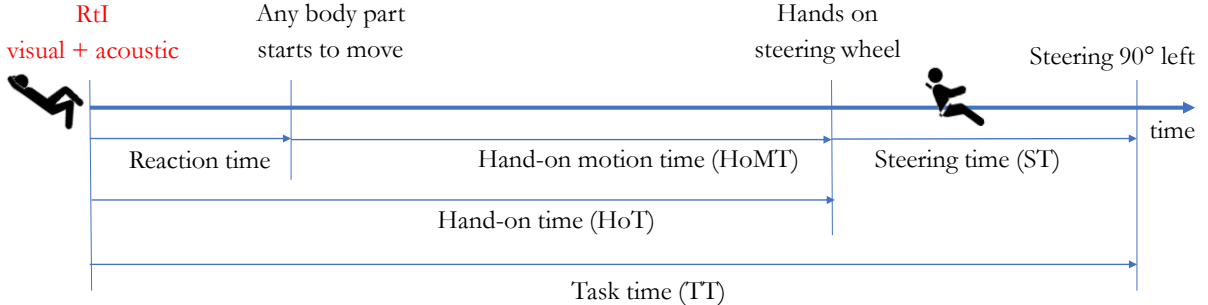 RtI
visual + acoustic
Any body part
starts to move
Hands on
steering wheel
Steering 90° left
time
Reaction time
Hand-on motion time (HoMT)
Steering time (ST)
Hand-on time (HoT)
Task time (TT)